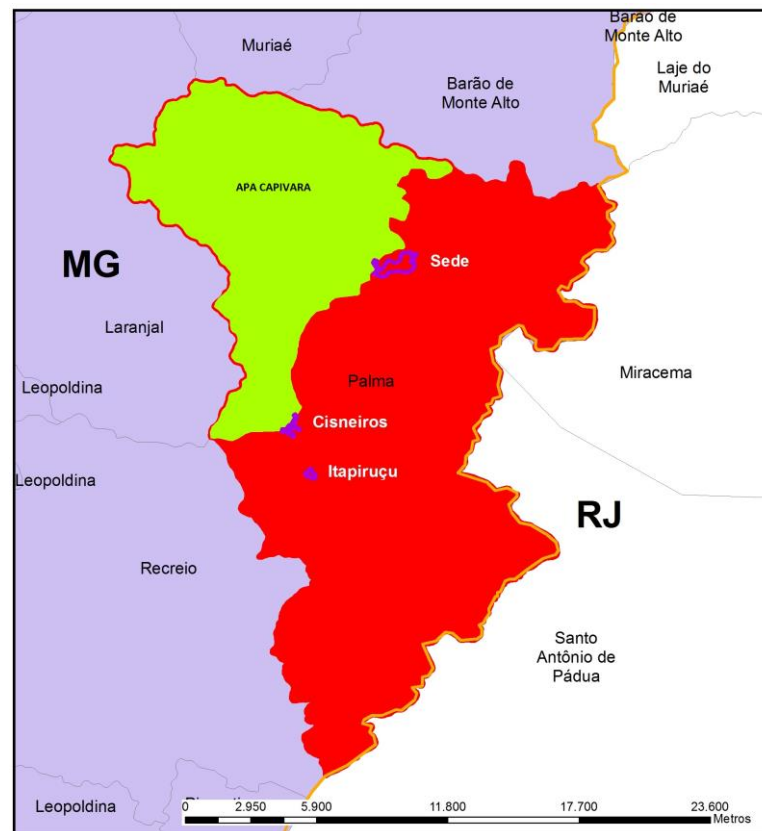 Muriaé
Barão de
Monte Alto
Barão de
Monte Alto
Laje do
Muriaé
APA CAPIVARA
MG
Sede
Laranjal
Leopoldina
Palma
Miracema
Cisneiros
Leopoldina
Itapiruçu
RJ
Recreio
Santo
Antônio de
Pádua
Leopoldina
0 2.950 5.900 11.800 17.700 23.600
Metros